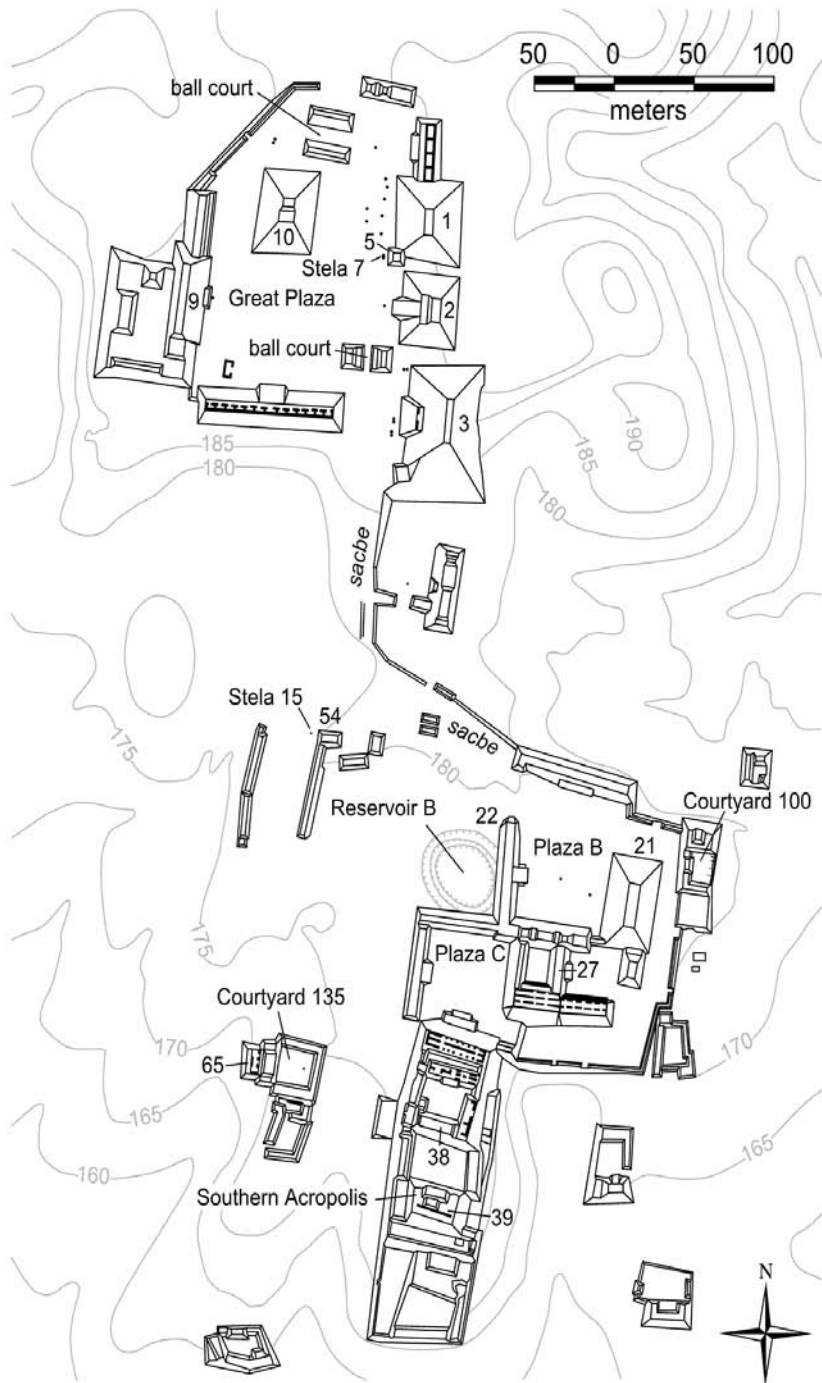 50 0 50 100
meters
ball court
1
10
5
Stela 7
2
9
Great Plaza
ball court
3
190
185
185
180
180
sacbe
Stela 15
54
175
sacbe
180
Courtyard 100
Reservoir B
22
Plaza B
21
175
Plaza C
27
Courtyard 135
170
170
65
165
165
160
38
Southern Acropolis
39
N